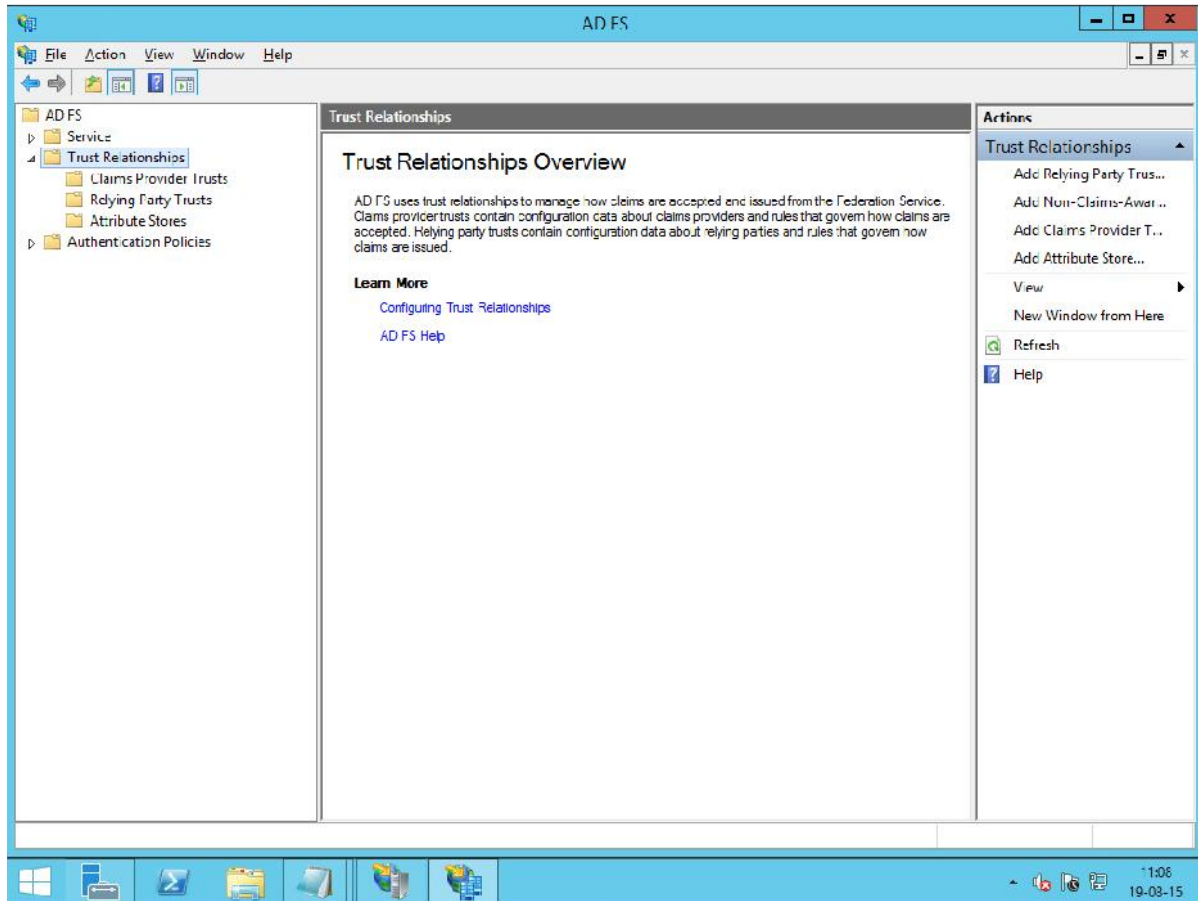 AD FS
File Action View Window Help
AD FS
Service
Trust Relationships
Claims Provider Trusts
Relying Party Trusts
Attribute Stores
Authentication Policies
Trust Relationships
Trust Relationships Overview
AD FS uses trust relationships to manage how claims are accepted and issued from the Federation Service.
Claims provider trusts contain configuration data about claims providers and rules that govern how claims are
accepted. Relying party trusts contain configuration data about relying parties and rules that govern how
claims are issued.
Learn More
Configuring Trust Relationships
AD FS Help
Actions
Trust Relationships
Add Relying Party Trus...
Add Non-Claims-Awar...
Add Claims Provider T...
Add Attribute Store...
View
New Window from Here
Refresh
Help
11:06
19-03-15